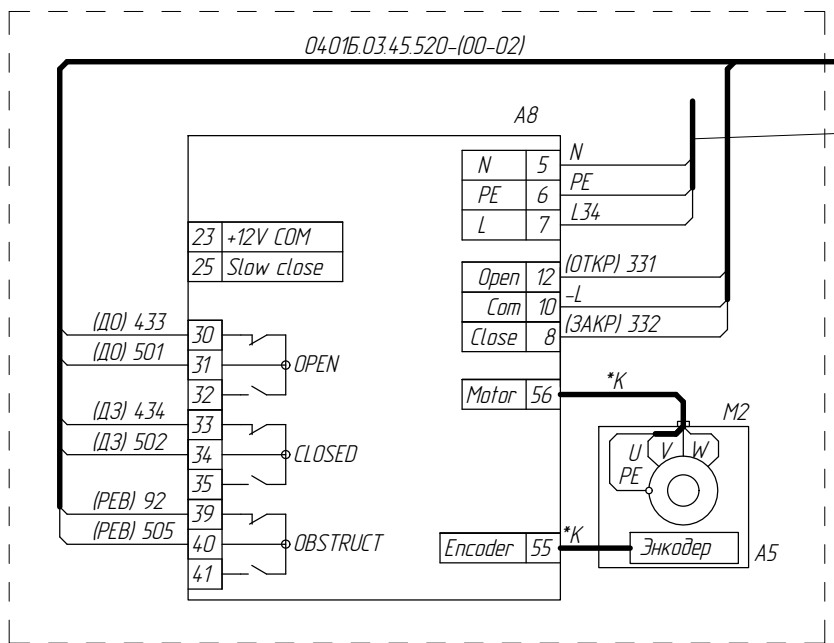 0401Б.03.45.520-(00-02)
A8
N 5 N
PE 6 PE
L 7 L34
23 +12V COM
25 Slow close
Open 12 (ОТКР) 331
Com 10 -L
Close 8 (ЗАКР) 332
(ДО) 433 30
(ДО) 501 31 OPEN
32
Motor 56 *K
M2
(ДЗ) 434 33
(ДЗ) 502 34 CLOSED
35
U V W
PE
(РЕВ) 92 39
(РЕВ) 505 40 OBSTRUCT
41
Encoder 55 *K Энкодер A5